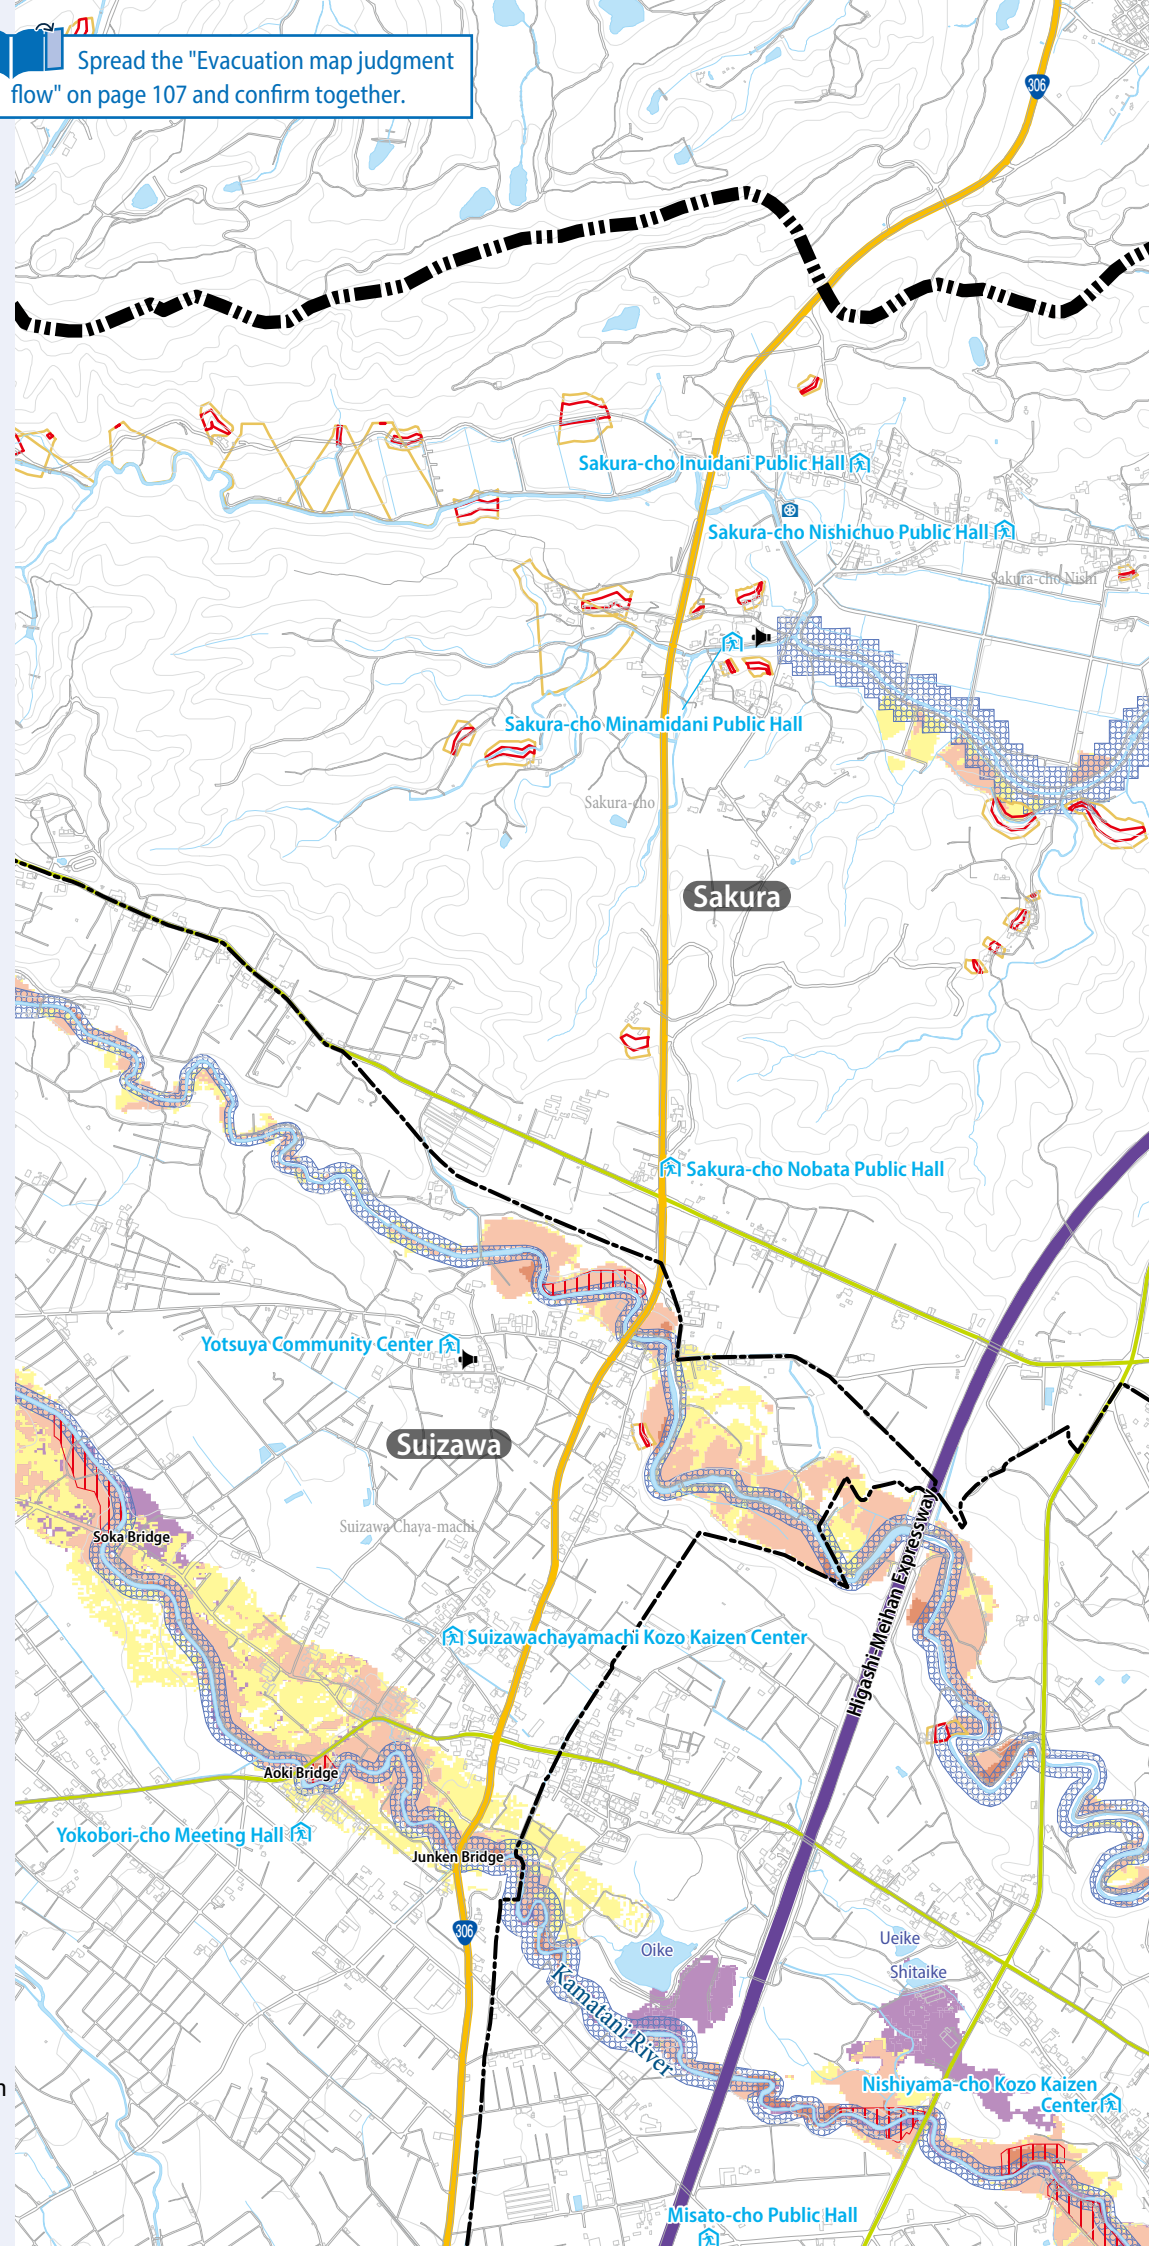 Spread the "Evacuation map judgment
flow" on page 107 and confirm together.
306
Sakura-cho Inuidani Public Hall
Sakura-cho Nishichuo Public Hall
Sakura-cho Nishi
Sakura-cho Minamidani Public Hall
Sakura-cho
Sakura
Sakura-cho Nobata Public Hall
Yotsuya Community Center
Suizawa
Suizawa Chaya-machi
Soka Bridge
Higashi-Meihan Expressway
Suizawachayamachi Kozo Kaizen Center
Aoki Bridge
Yokobori-cho Meeting Hall
Junken Bridge
306
Oike
Ueike
Shitaike
Kamatani River
Nishiyama-cho Kozo Kaizen
Center
Misato-cho Public Hall